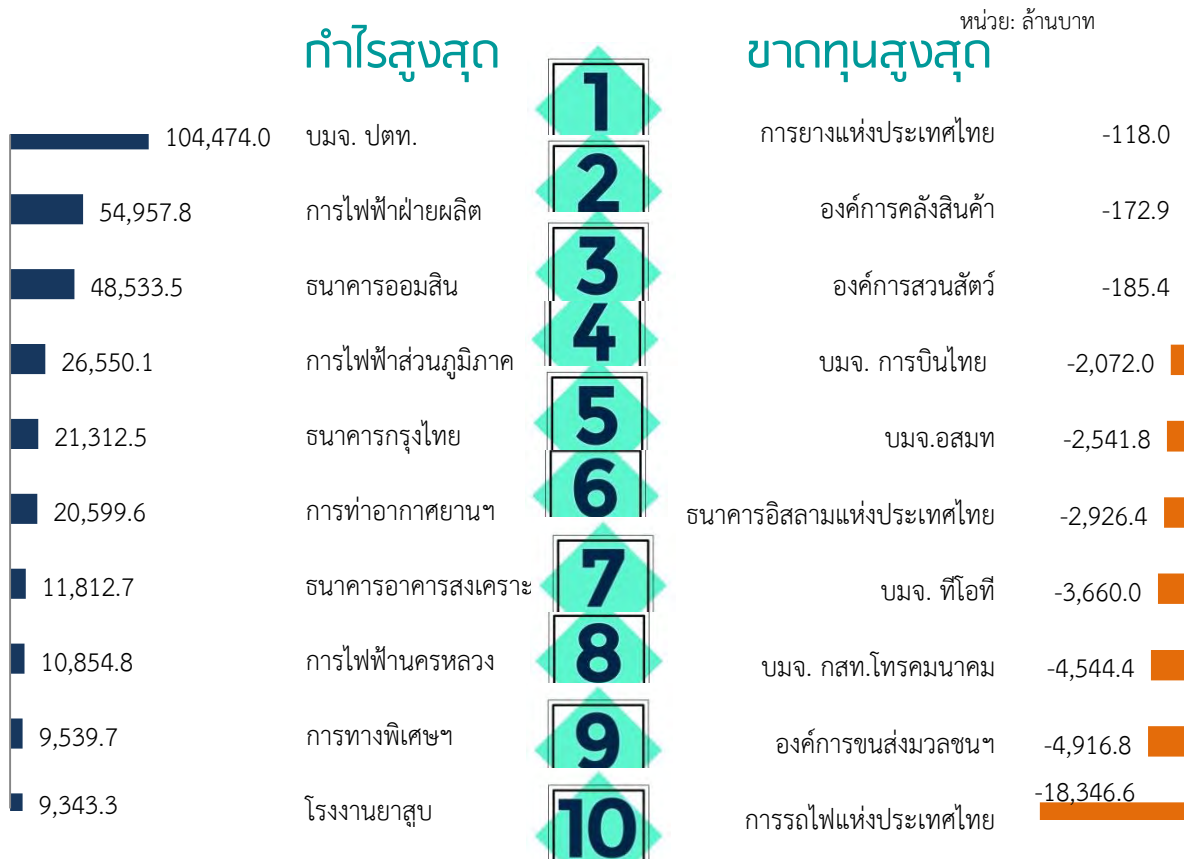 หน่วย: ล้านบาท
กำไรสูงสุด ขาดทุนสูงสุด
104,474.0 บมจ. ปตท. 1 การยางแห่งประเทศไทย -118.0
54,957.8 การไฟฟ้าฝ่ายผลิต 2 องค์การคลังสินค้า -172.9
48,533.5 ธนาคารออมสิน 3 องค์การสวนสัตว์ -185.4
26,550.1 การไฟฟ้าส่วนภูมิภาค 4 บมจ. การบินไทย -2,072.0
21,312.5 ธนาคารกรุงไทย 5 บมจ.อสมท -2,541.8
20,599.6 การท่าอากาศยานฯ 6 ธนาคารอิสลามแห่งประเทศไทย -2,926.4
11,812.7 ธนาคารอาคารสงเคราะ 7 บมจ. ทีโอที -3,660.0
10,854.8 การไฟฟ้านครหลวง 8 บมจ. กสท.โทรคมนาคม -4,544.4
9,539.7 การทางพิเศษฯ 9 องค์การขนส่งมวลชนฯ -4,916.8
9,343.3 โรงงานยาสูบ 10 การรถไฟแห่งประเทศไทย -18,346.6